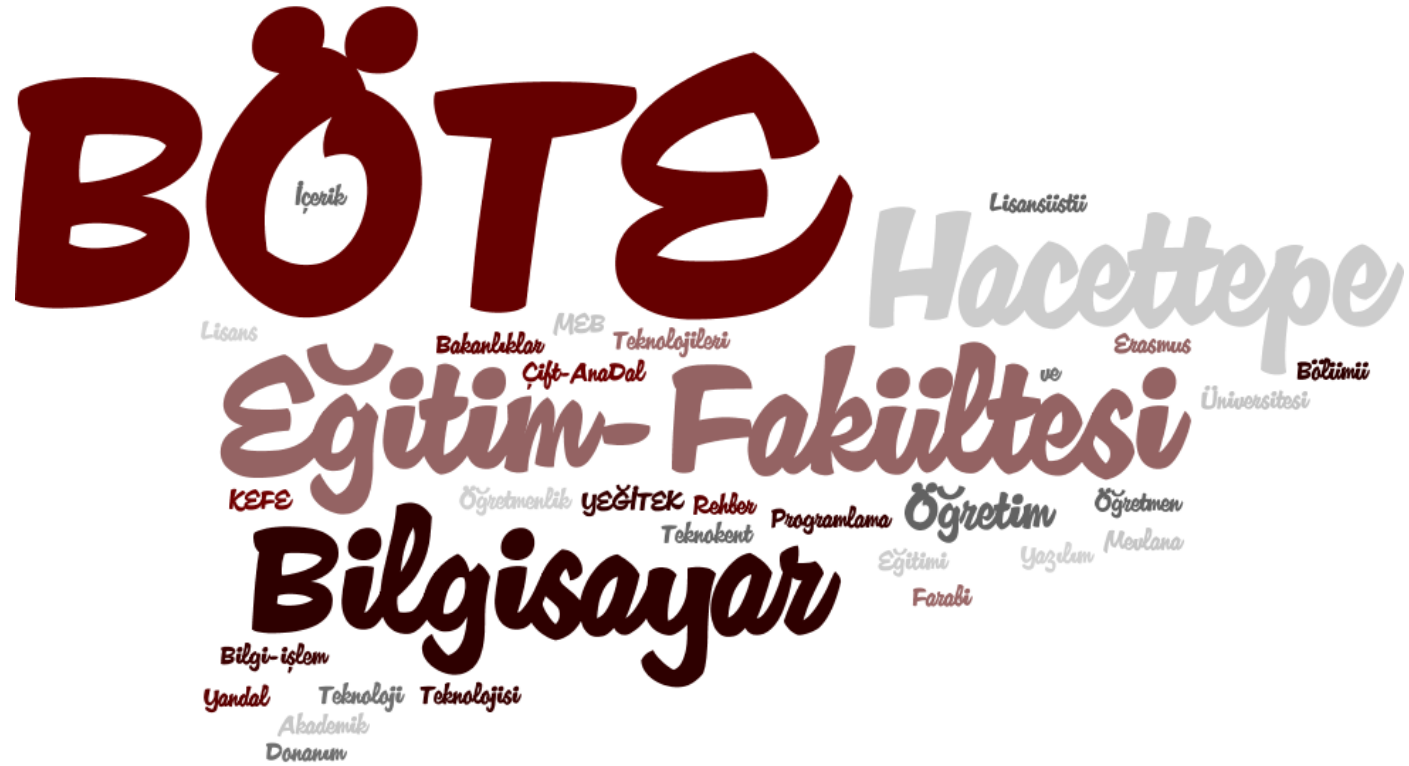 BÖTE
İçerik
Lisansüstü
Hacettepe
Lisans
Bakanlıklar
MEB
Teknolojileri
Erasmus
Çift-AnaDal
ve
Bölümü
Üniversitesi
Eğitim-Fakültesi
KEFE
Öğretmenlik
YEĞİTEK
Rehber
Programlama
Öğretim
Öğretmen
Teknokent
Mevlana
Eğitimi
Yazılım
Farabi
Bilgisayar
Bilgi-işlem
Yandal
Teknoloji
Teknolojisi
Akademik
Donanım